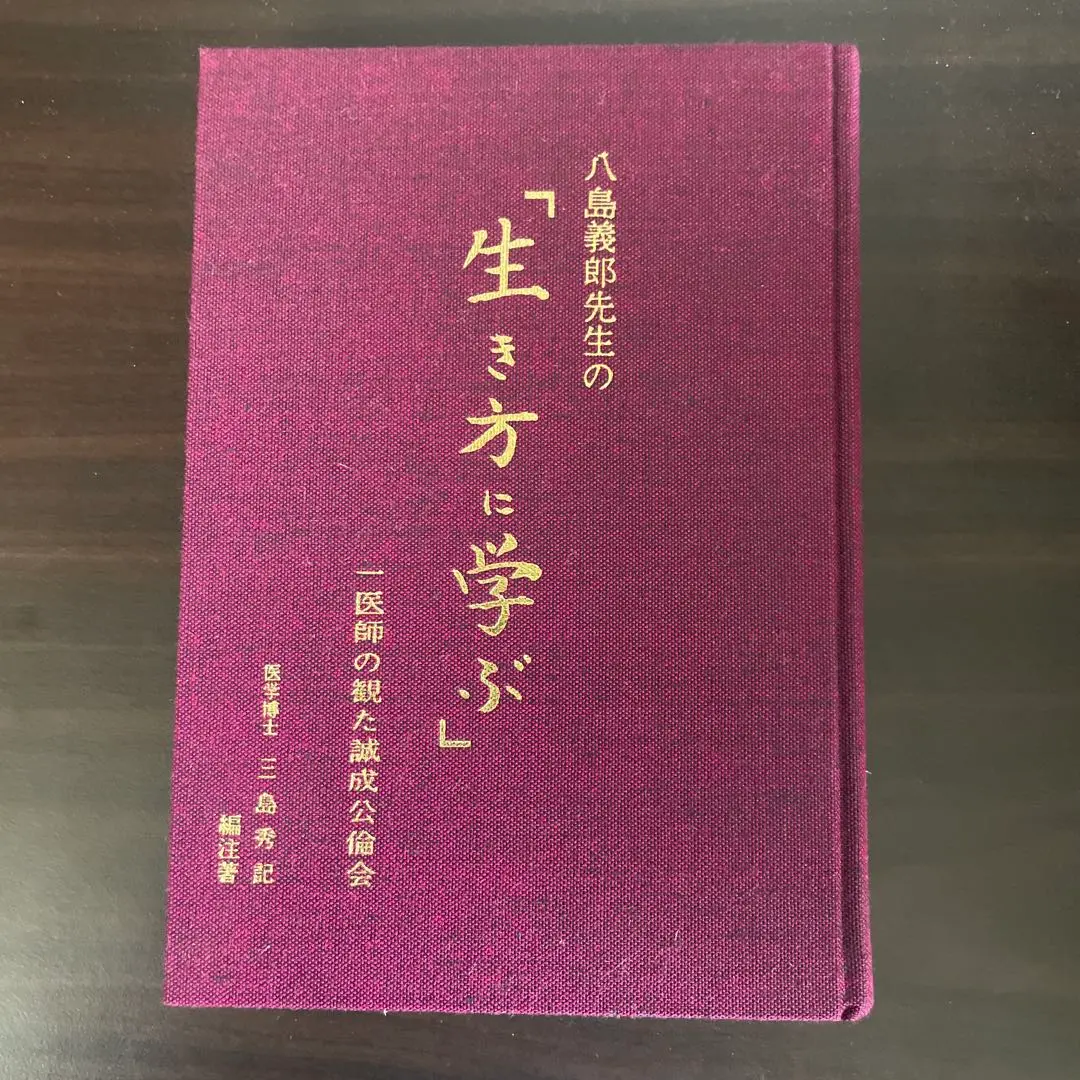 八島義郎先生の
「生き方に学ぶ」
一医師の観た誠成公倫会
医学博士 三島秀記
編注著